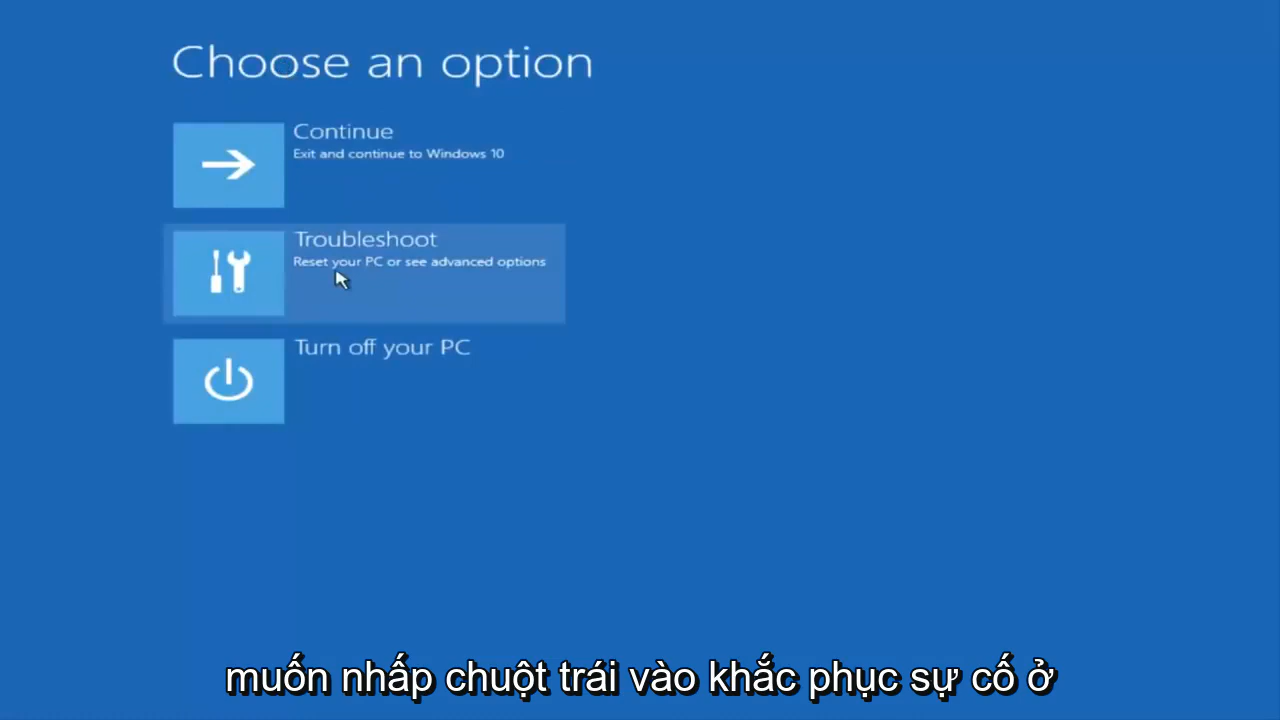 Choose an option
Continue
Exit and continue to Windows 10
Troubleshoot
Reset your PC or see advanced options
Turn off your PC
muốn nhấp chuột trái vào khắc phục sự cố ở